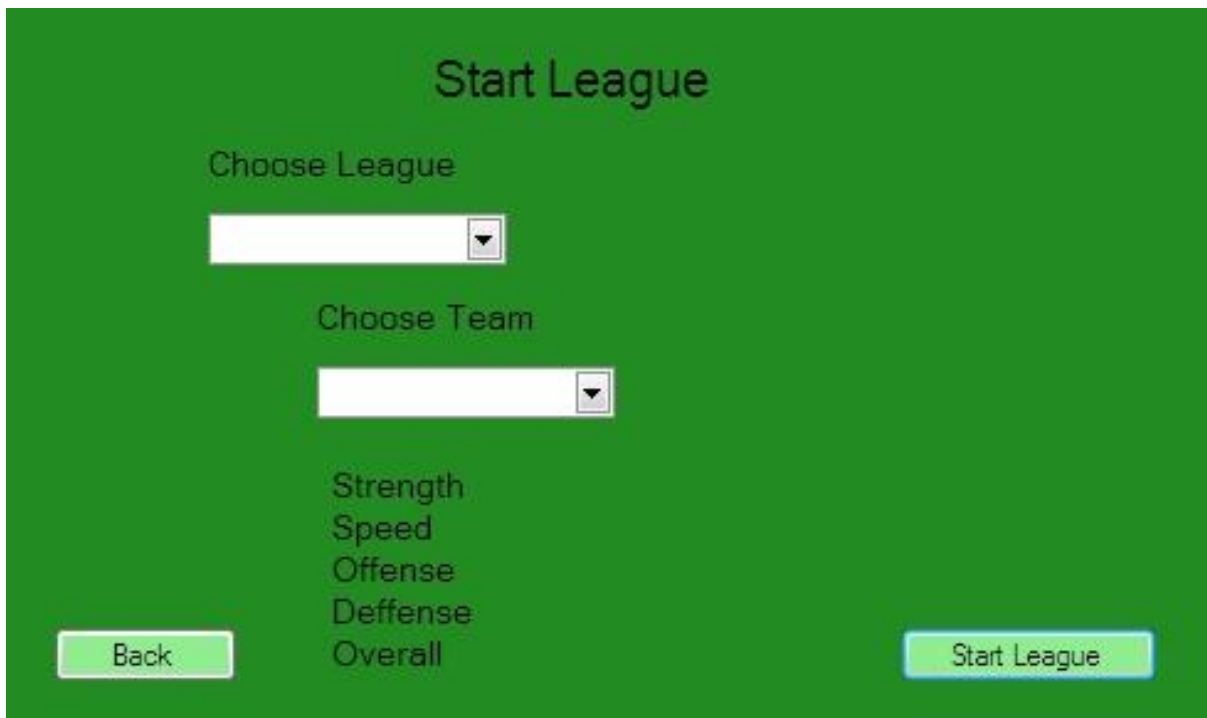 Start League
Choose League
Choose Team
Strength
Speed
Offense
Deffense
Overall
Back
Start League